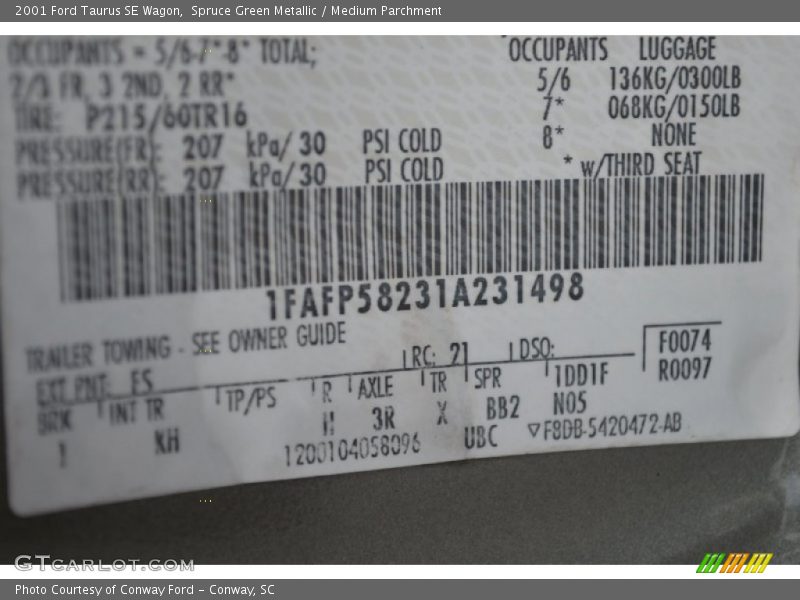 2001 Ford Taurus SE Wagon, Spruce Green Metallic / Medium Parchment
OCCUPANTS = 5/6-7*-8* TOTAL;
2/3 FR, 3 2ND, 2 RR*
TIRE: P215/60TR16
PRESSURE(FR): 207 kPa/ 30 PSI COLD
PRESSURE(RR): 207 kPa/ 30 PSI COLD
OCCUPANTS LUGGAGE
5/6 136KG/0300LB
7* 068KG/0150LB
8* NONE
* w/THIRD SEAT
1FAFP58231A231498
TRAILER TOWING - SEE OWNER GUIDE
EXT PNT: ES RC: 21 DSO:
F0074
R0097
BRK INT TR TP/PS R AXLE TR SPR 1DD1F
1 KH H 3R X BB2 N05
1200104058096 UBC ▽F8DB-5420472-AB
GTCARLOT.COM
Photo Courtesy of Conway Ford - Conway, SC